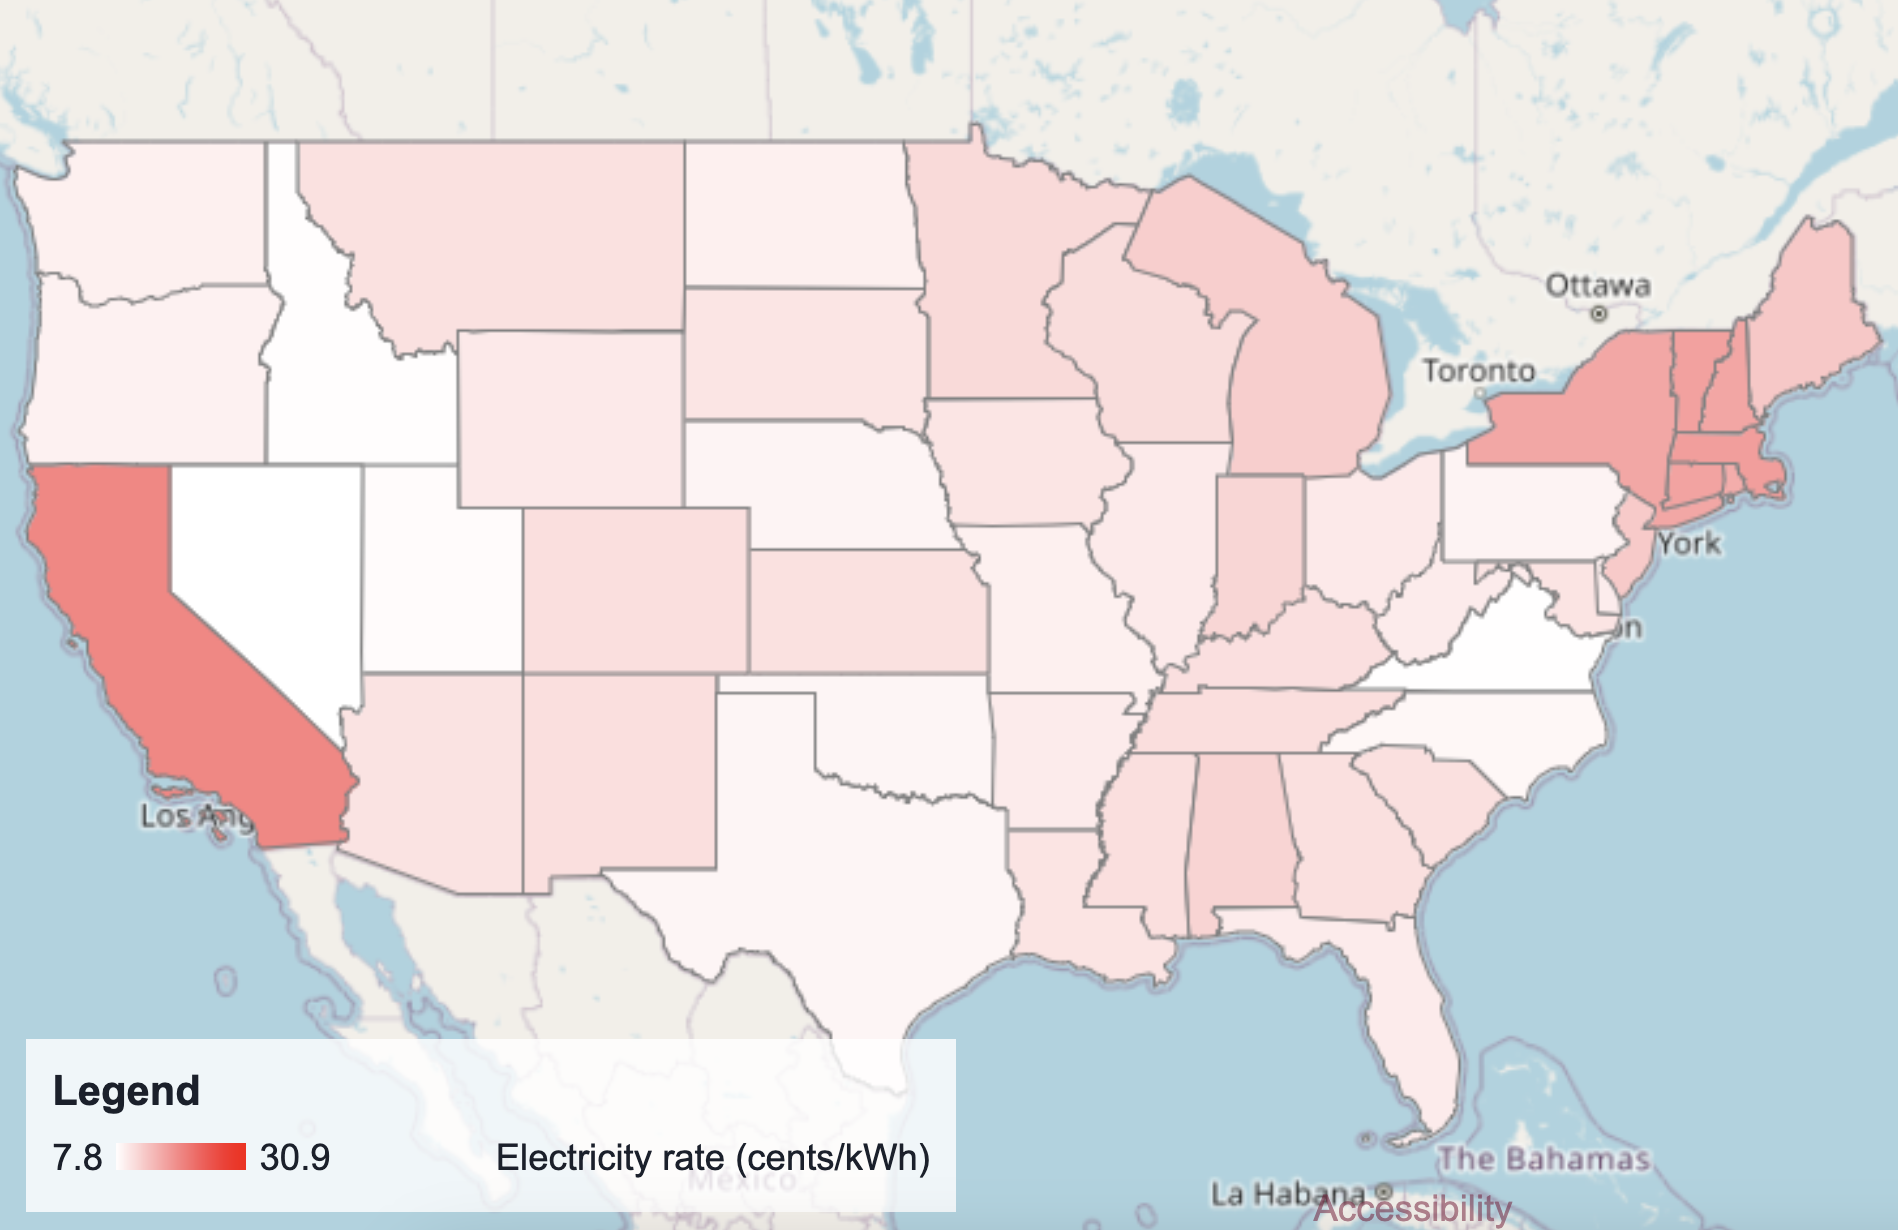 Ottawa
Toronto
York
on
Los Ang
Legend
7.8 30.9 Electricity rate (cents/kWh)
México
The Bahamas
La Habana
Accessibility